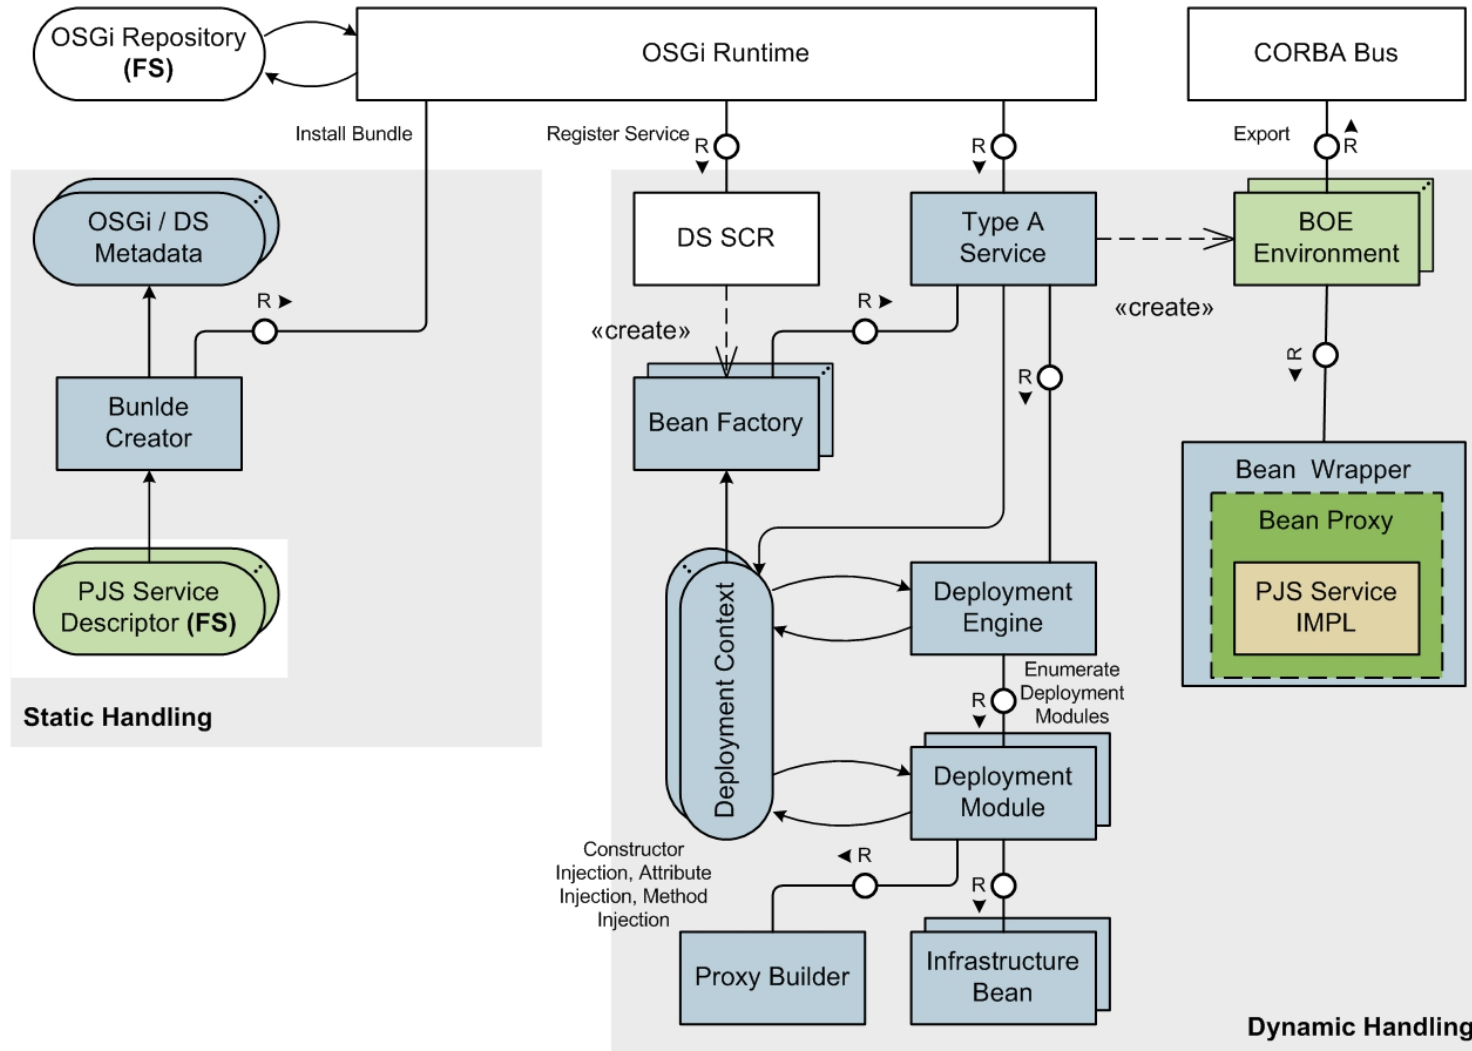 OSGi Repository
(FS)
OSGi Runtime
CORBA Bus
Install Bundle
Register Service
R
R
Export
R
OSGi / DS
Metadata
DS SCR
Type A
Service
BOE
Environment
R
«create»
R
«create»
R
R
Bunlde
Creator
Bean Factory
Bean Wrapper
Bean Proxy
PJS Service
IMPL
PJS Service
Descriptor (FS)
Deployment Context
Deployment
Engine
Enumerate
Deployment
Modules
R
Static Handling
Deployment
Module
Constructor
Injection, Attribute
Injection, Method
Injection
R
R
Proxy Builder
Infrastructure
Bean
Dynamic Handling